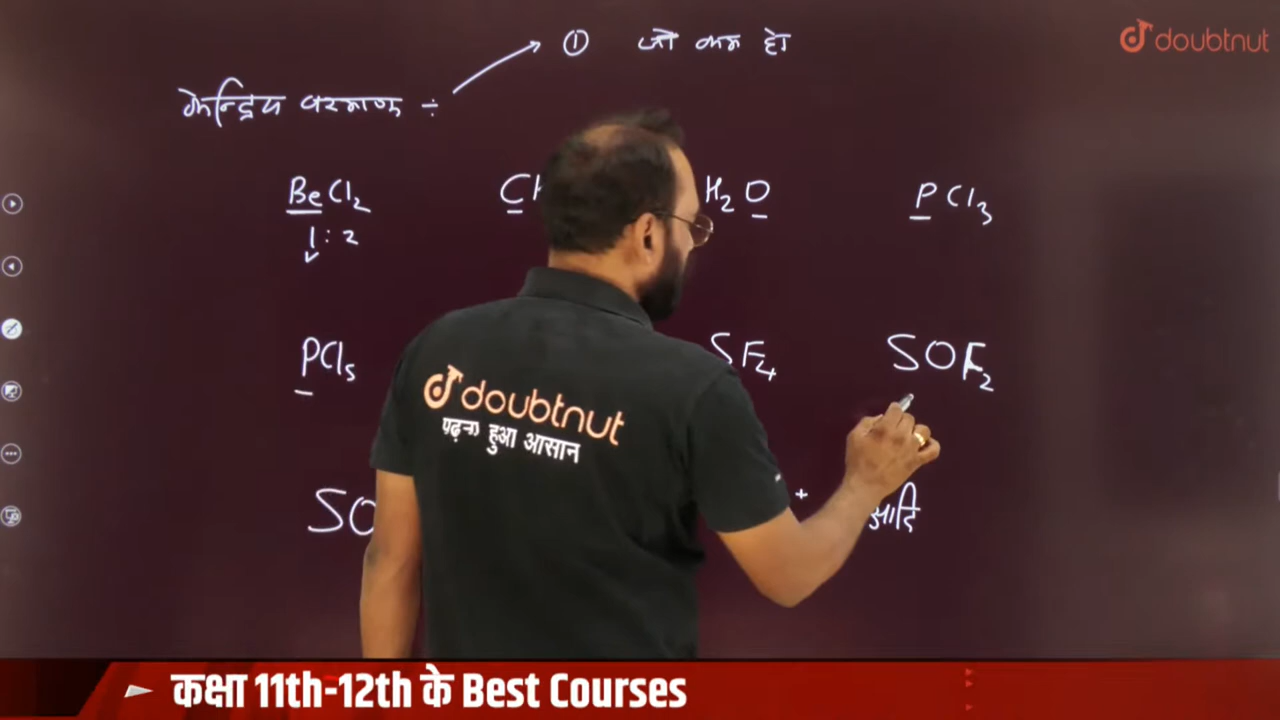 ① जो कम हो
doubtnut
केन्द्रिय परमाणु ÷
BeCl₂ H₂O PCl₃
1 : 2
PCl₅ SF₄ SOF₂
doubtnut
पढ़ना हुआ आसान
SO + आदि
कक्षा 11th-12th के Best Courses